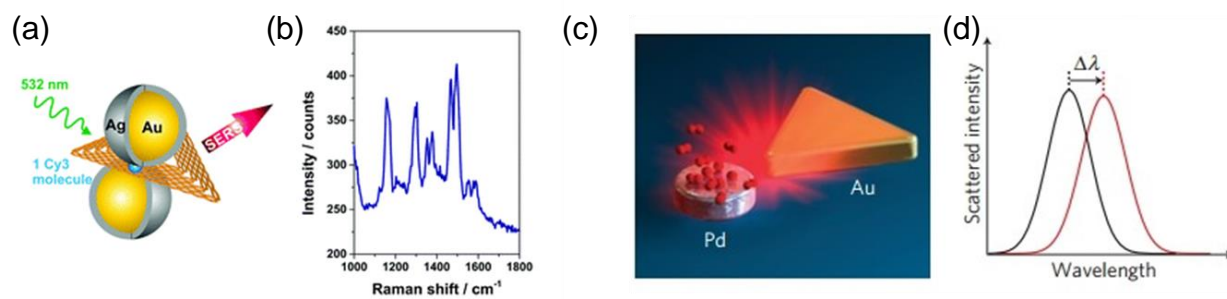 (a)
532 nm
Ag
Au
SERS
1 Cy3
molecule
(b)
Intensity / counts
450
400
350
300
250
200
1000
1200
1400
1600
1800
Raman shift / cm⁻¹
(c)
Au
Pd
(d)
Δλ
Scattered intensity
Wavelength